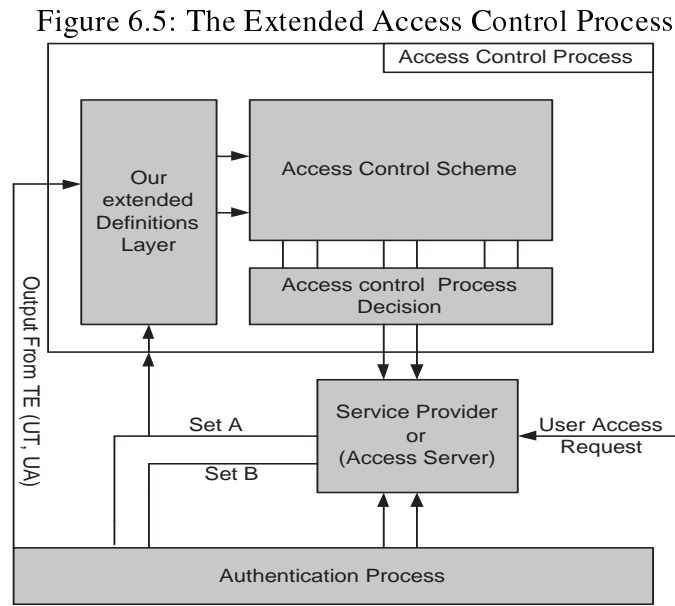 Figure 6.5: The Extended Access Control Process
Access Control Process
Our
extended
Definitions
Layer
Access Control Scheme
Access control Process
Decision
Output From TE (UT, UA)
Set A
Set B
Service Provider
or
(Access Server)
User Access
Request
Authentication Process